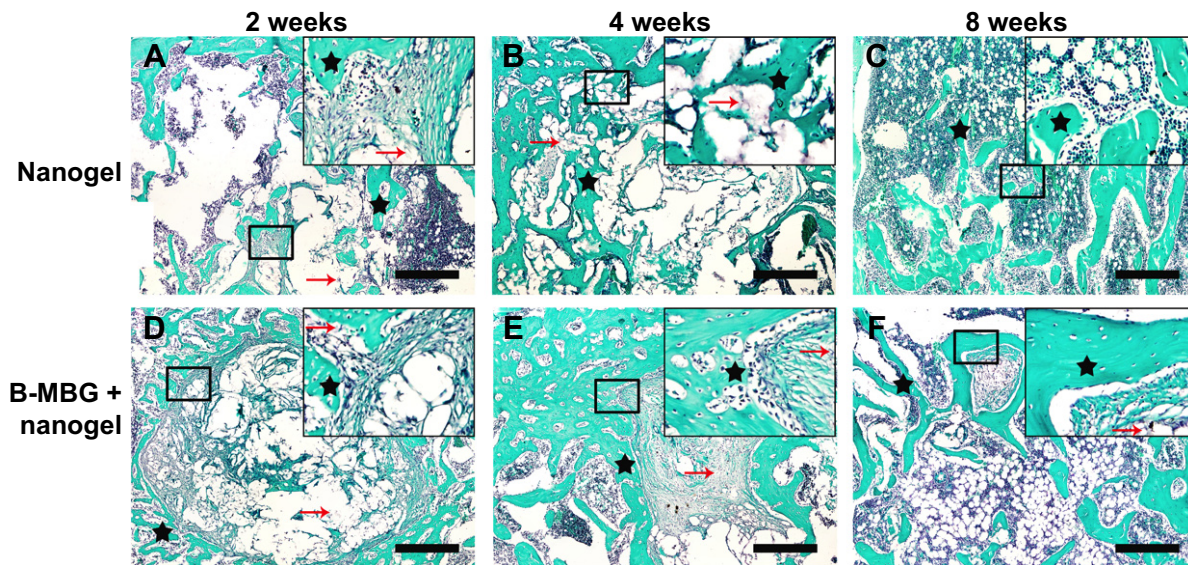 2 weeks
4 weeks
8 weeks
Nanogel
A
B
C
B-MBG +
nanogel
D
E
F